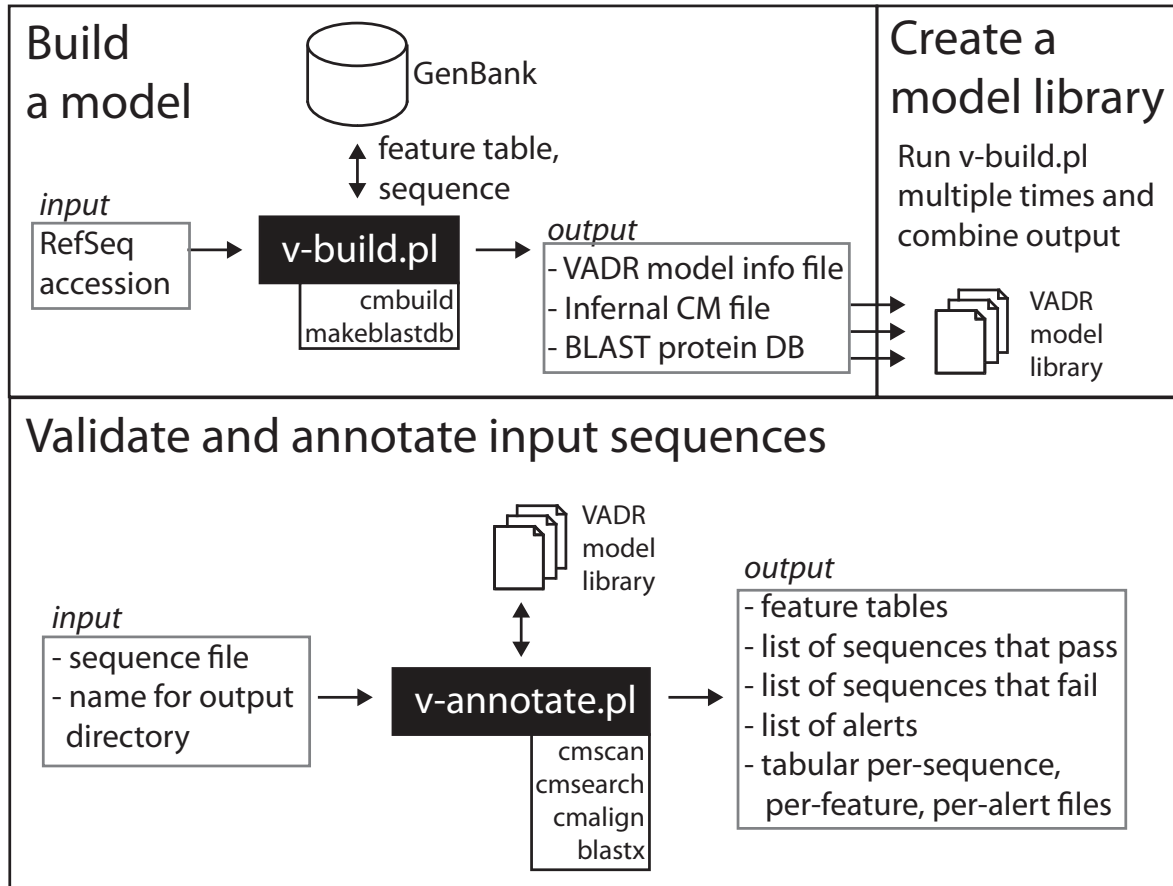 Build
a model
GenBank
feature table,
sequence
input
RefSeq
accession
v-build.pl
cmbuild
makeblastdb
output
- VADR model info file
- Infernal CM file
- BLAST protein DB
Create a
model library
Run v-build.pl
multiple times and
combine output
VADR
model
library
Validate and annotate input sequences
VADR
model
library
input
- sequence file
- name for output
directory
v-annotate.pl
cmscan
cmsearch
cmalign
blastx
output
- feature tables
- list of sequences that pass
- list of sequences that fail
- list of alerts
- tabular per-sequence,
per-feature, per-alert files